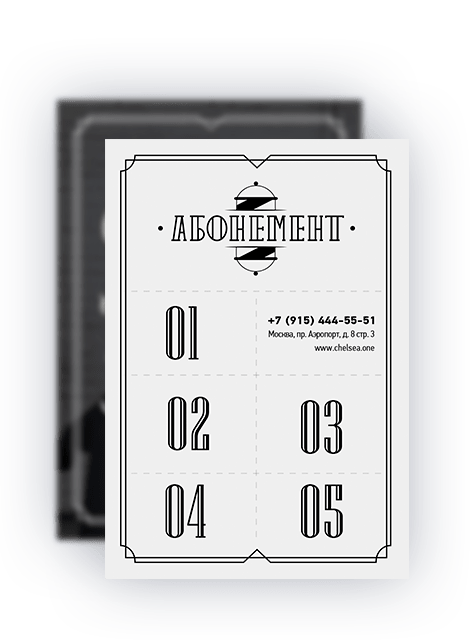 · АБОНЕМЕНТ ·
01
+7 (915) 444-55-51
Москва, пр. Аэропорт, д. 8 стр. 3
www.chelsea.one
02
03
04
05